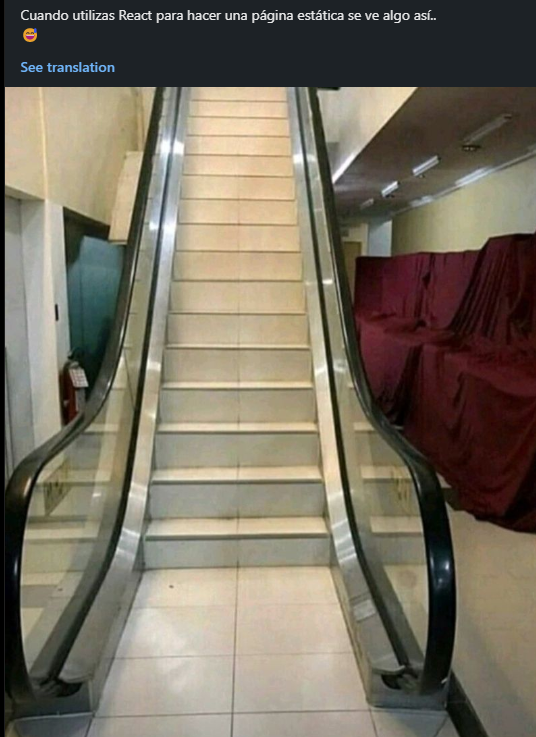 Cuando utilizas React para hacer una página estática se ve algo así..
😅
See translation